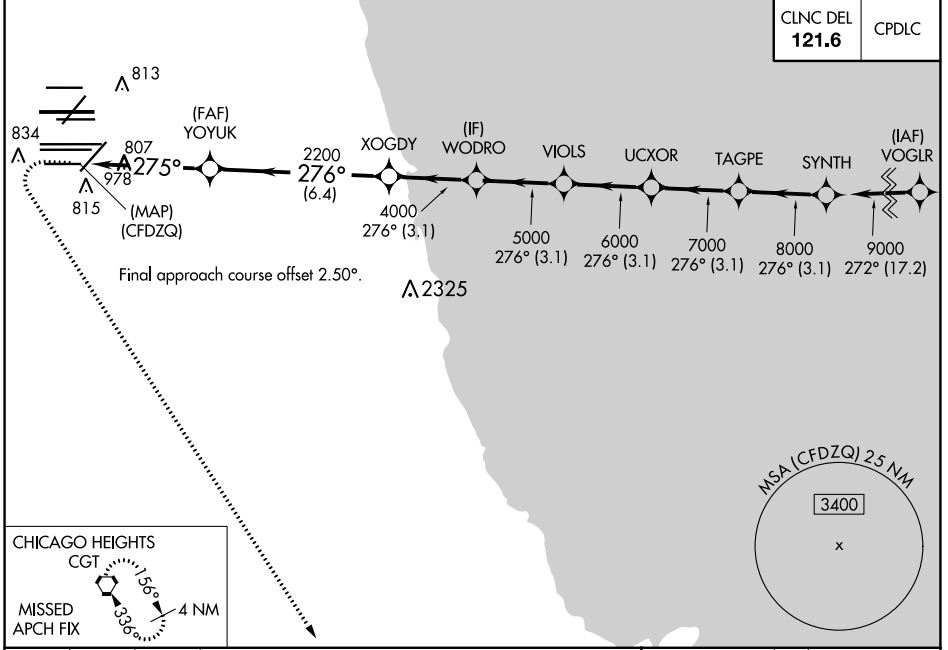 CLNC DEL
121.6
CPDLC
813
834
807
978
815
275°
(MAP)
(CFDZQ)
(FAF)
YOYUK
2200
276°
(6.4)
XOGDY
4000
276° (3.1)
(IF)
WODRO
5000
276° (3.1)
VIOLS
6000
276° (3.1)
UCXOR
7000
276° (3.1)
TAGPE
8000
276° (3.1)
SYNTH
9000
272° (17.2)
(IAF)
VOGLR
Final approach course offset 2.50°.
2325
MSA (CFDZQ) 25 NM
3400
x
CHICAGO HEIGHTS
CGT
156°
336°
4 NM
MISSED
APCH FIX